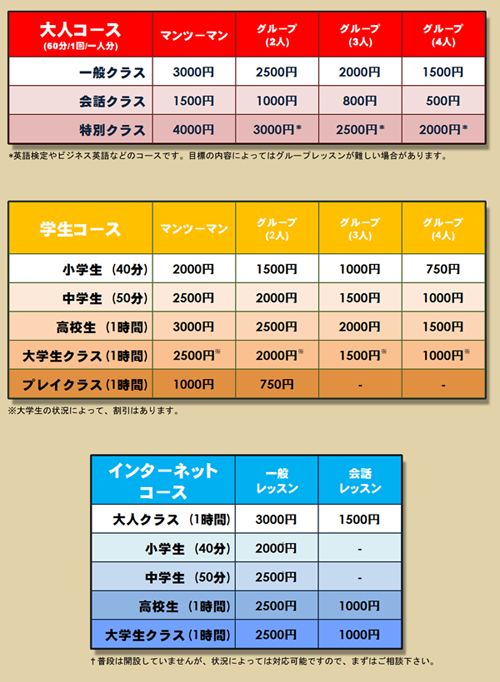 大人コース マンツーマン グループ グループ グループ
(60分/1回/一人分) (2人) (3人) (4人)
一般クラス 3000円 2500円 2000円 1500円
会話クラス 1500円 1000円 800円 500円
特別クラス 4000円 3000円* 2500円* 2000円*
*英語検定やビジネス英語などのコースです。目標の内容によってはグループレッスンが難しい場合があります。
学生コース マンツーマン グループ グループ グループ
(2人) (3人) (4人)
小学生 (40分) 2000円 1500円 1000円 750円
中学生 (50分) 2500円 2000円 1500円 1000円
高校生 (1時間) 3000円 2500円 2000円 1500円
大学生クラス (1時間) 2500円※ 2000円※ 1500円※ 1000円※
プレイクラス (1時間) 1000円 750円 - -
※大学生の状況によって、割引はあります。
インターネット 一般 会話
コース レッスン レッスン
大人クラス (1時間) 3000円 1500円
小学生 (40分) 2000円 -
中学生 (50分) 2500円 -
高校生 (1時間) 2500円 1000円
大学生クラス (1時間) 2500円 1000円
†普段は開設していませんが、状況によっては対応可能ですので、まずはご相談下さい。